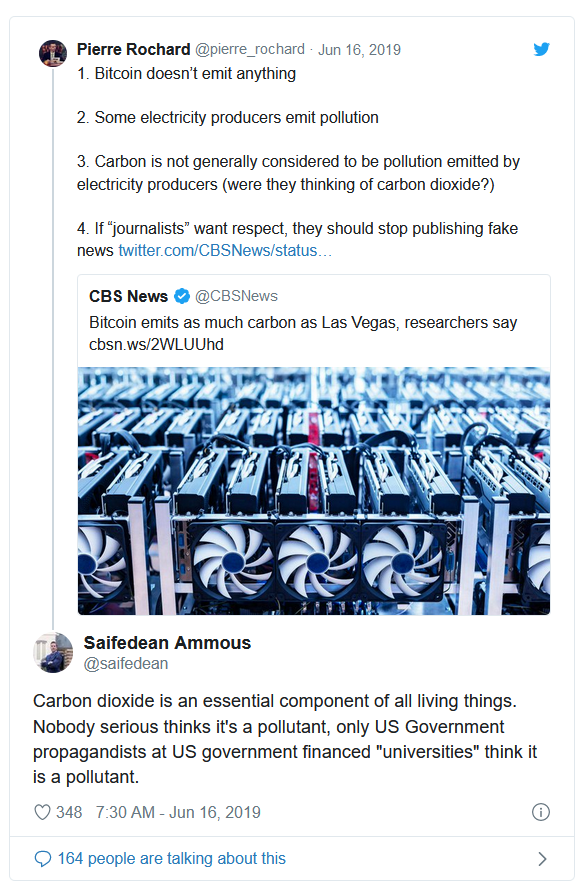 Pierre Rochard @pierre_rochard · Jun 16, 2019
1. Bitcoin doesn’t emit anything
2. Some electricity producers emit pollution
3. Carbon is not generally considered to be pollution emitted by
electricity producers (were they thinking of carbon dioxide?)
4. If “journalists” want respect, they should stop publishing fake
news twitter.com/CBSNews/status…
CBS News @CBSNews
Bitcoin emits as much carbon as Las Vegas, researchers say
cbsn.ws/2WLUUhd
Saifedean Ammous
@saifedean
Carbon dioxide is an essential component of all living things.
Nobody serious thinks it's a pollutant, only US Government
propagandists at US government financed "universities" think it
is a pollutant.
348 7:30 AM - Jun 16, 2019
164 people are talking about this